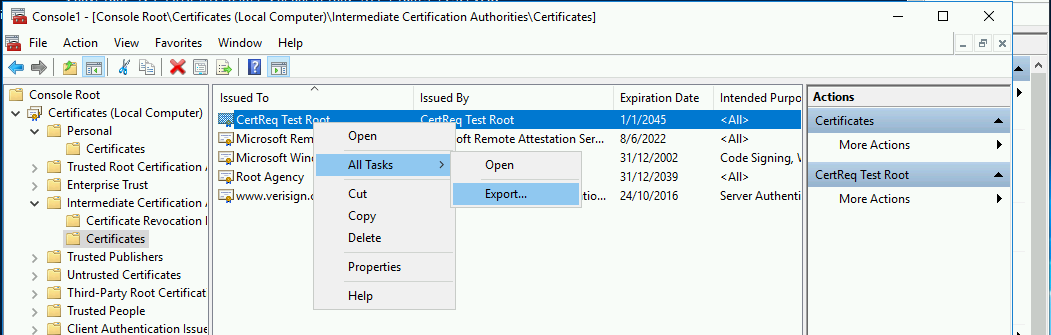 Console1 - [Console Root\Certificates (Local Computer)\Intermediate Certification Authorities\Certificates]
File Action View Favorites Window Help
Console Root
Certificates (Local Computer)
Personal
Certificates
Trusted Root Certification
Enterprise Trust
Intermediate Certification
Certificate Revocation
Certificates
Trusted Publishers
Untrusted Certificates
Third-Party Root Certificat
Trusted People
Client Authentication Issue
Issued To Issued By Expiration Date Intended Purpo
CertReq Test Root CertReq Test Root 1/1/2045 <All>
Microsoft Rem oft Remote Attestation Ser... 8/6/2022 <All>
Microsoft Wind 31/12/2002 Code Signing, W
Root Agency 31/12/2039 <All>
www.verisign.c atio... 24/10/2016 Server Authenti
Open
All Tasks
Cut
Copy
Delete
Properties
Help
Open
Export...
Actions
Certificates
More Actions
CertReq Test Root
More Actions